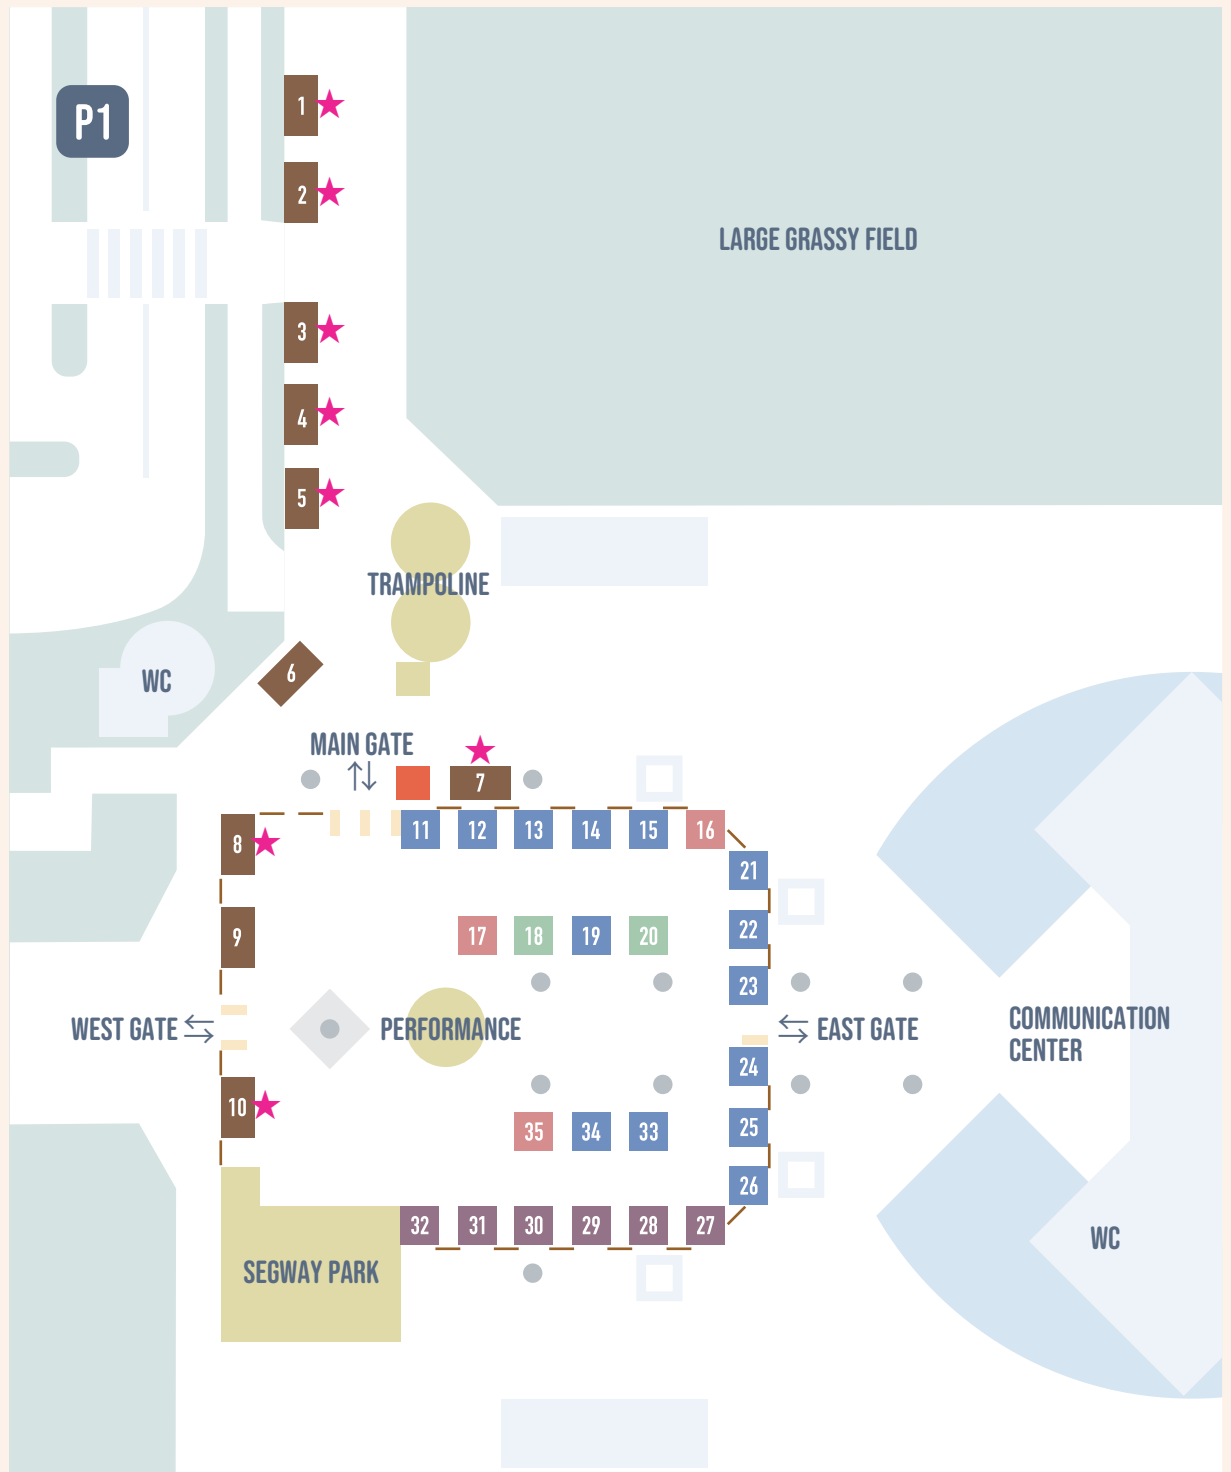 P1
1
2
LARGE GRASSY FIELD
3
4
5
TRAMPOLINE
6
WC
MAIN GATE
7
8
11 12 13 14 15 16
21
9
17 18 19 20
22
23
WEST GATE
PERFORMANCE
EAST GATE
COMMUNICATION
CENTER
24
10
35 34 33
25
26
32 31 30 29 28 27
WC
SEGWAY PARK